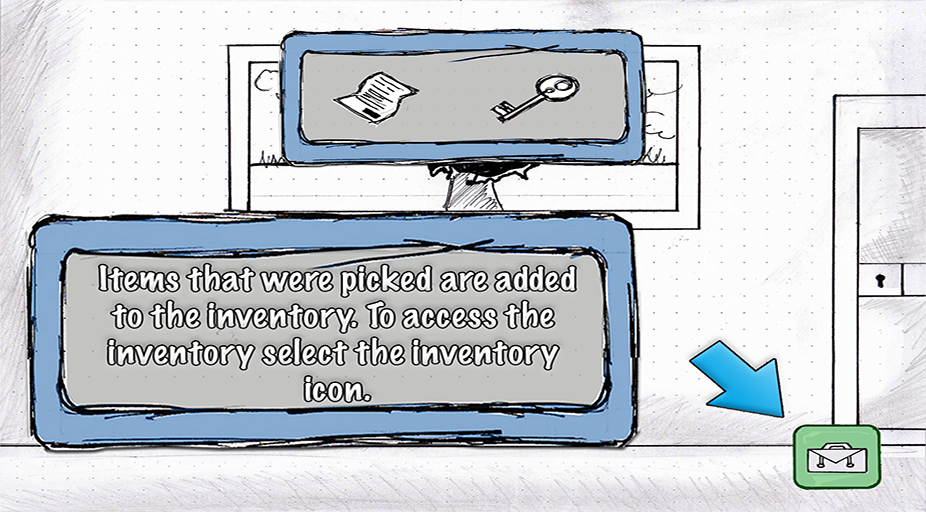 Items that were picked are added
to the inventory. To access the
inventory select the inventory
icon.